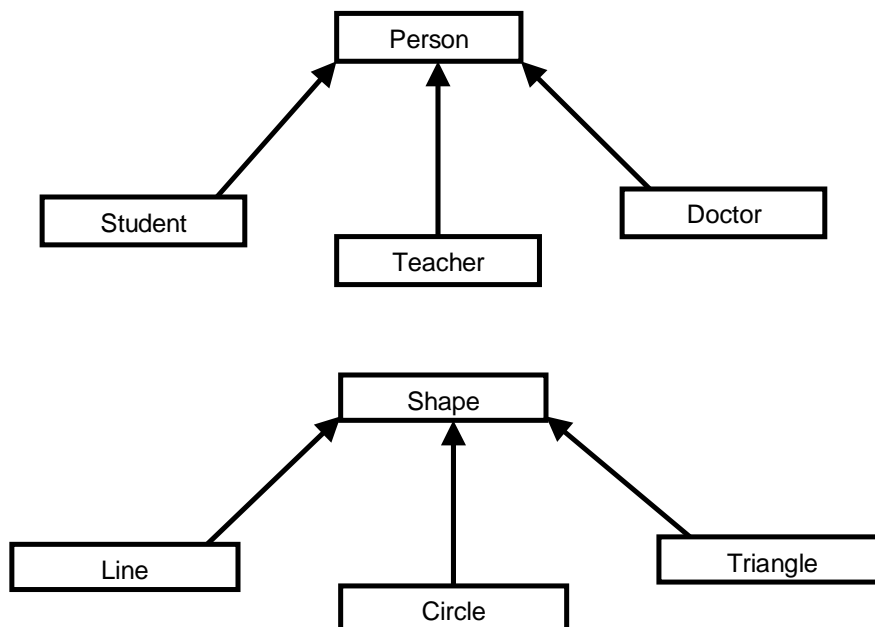 Person
Student
Doctor
Teacher
Shape
Line
Triangle
Circle